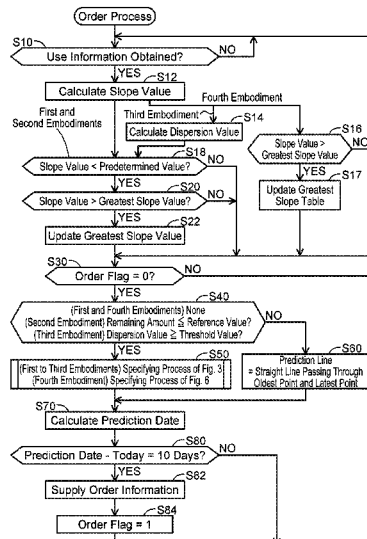 Order Process
S10
Use Information Obtained?
NO
YES
S12
Calculate Slope Value
Fourth Embodiment
First and
Second Embodiments
Third Embodiment
S14
Calculate Dispersion Value
S16
Slope Value >
Greatest Slope Value
NO
YES
S17
Update Greatest
Slope Table
S18
Slope Value < Predetermined Value?
NO
YES
S20
Slope Value > Greatest Slope Value?
NO
YES
S22
Update Greatest Slope Value
S30
Order Flag = 0?
NO
YES
S40
(First and Fourth Embodiments) None
(Second Embodiment) Remaining Amount ≦ Reference Value?
(Third Embodiment) Dispersion Value ≧ Threshold Value?
NO
YES
S50
(First to Third Embodiments) Specifying Process of Fig. 3
(Fourth Embodiment) Specifying Process of Fig. 6
S60
Prediction Line
= Straight Line Passing Through
Oldest Point and Latest Point
S70
Calculate Prediction Date
S80
Prediction Date - Today = 10 Days?
NO
YES
S82
Supply Order Information
S84
Order Flag = 1